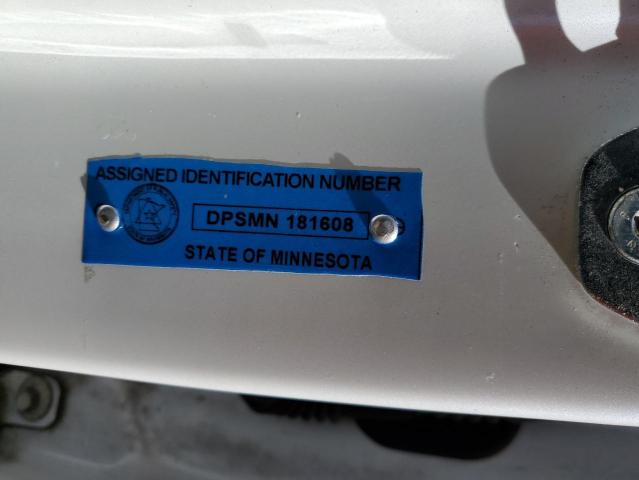 ASSIGNED IDENTIFICATION NUMBER
DPSMN 181608
STATE OF MINNESOTA